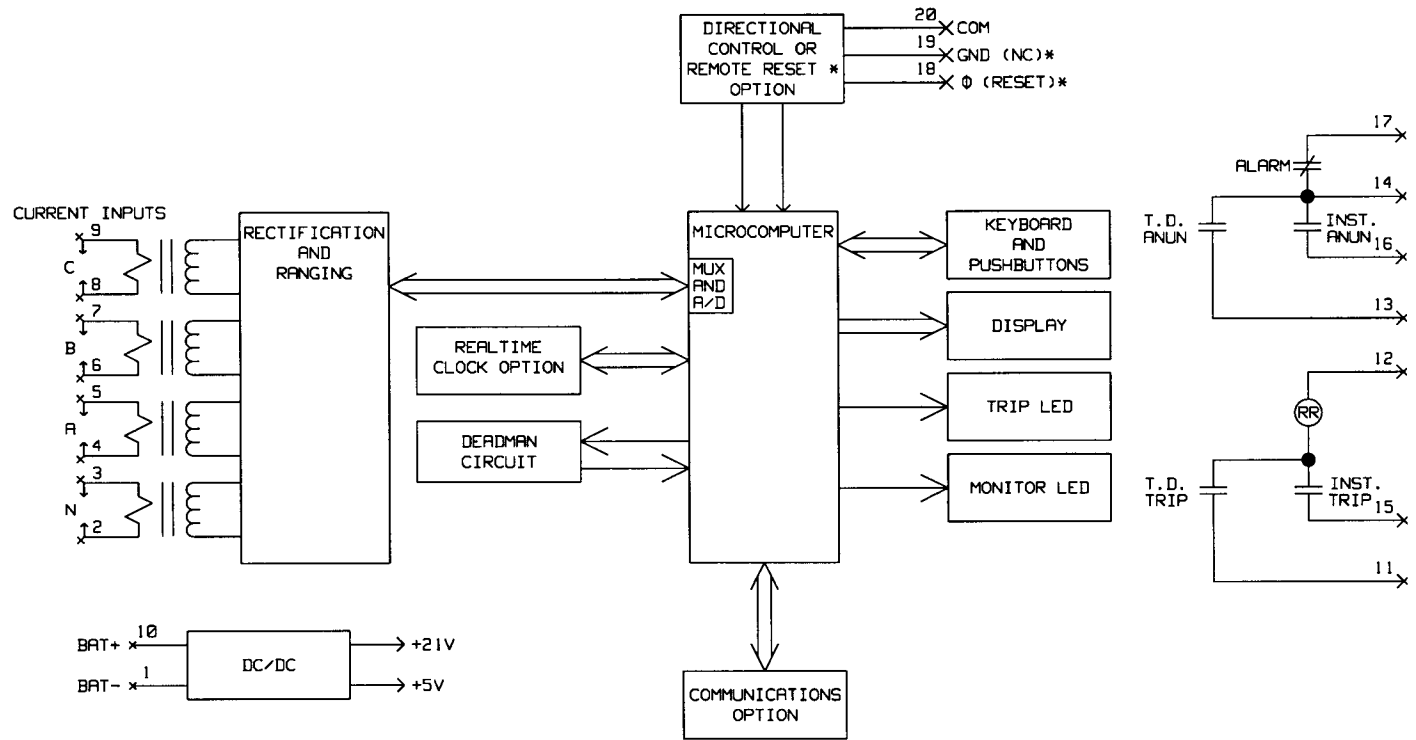 DIRECTIONAL
CONTROL OR
REMOTE RESET *
OPTION
20
COM
19
GND (NC)*
18
Φ (RESET)*
CURRENT INPUTS
9
C
8
7
B
6
5
A
4
3
N
2
RECTIFICATION
AND
RANGING
REALTIME
CLOCK OPTION
DEADMAN
CIRCUIT
MICROCOMPUTER
MUX
AND
A/D
KEYBOARD
AND
PUSHBUTTONS
DISPLAY
TRIP LED
MONITOR LED
17
ALARM
14
T.D.
ANUN
INST.
ANUN
16
13
12
RR
T.D.
TRIP
INST.
TRIP
15
11
BAT+
10
BAT-
1
DC/DC
+21V
+5V
COMMUNICATIONS
OPTION